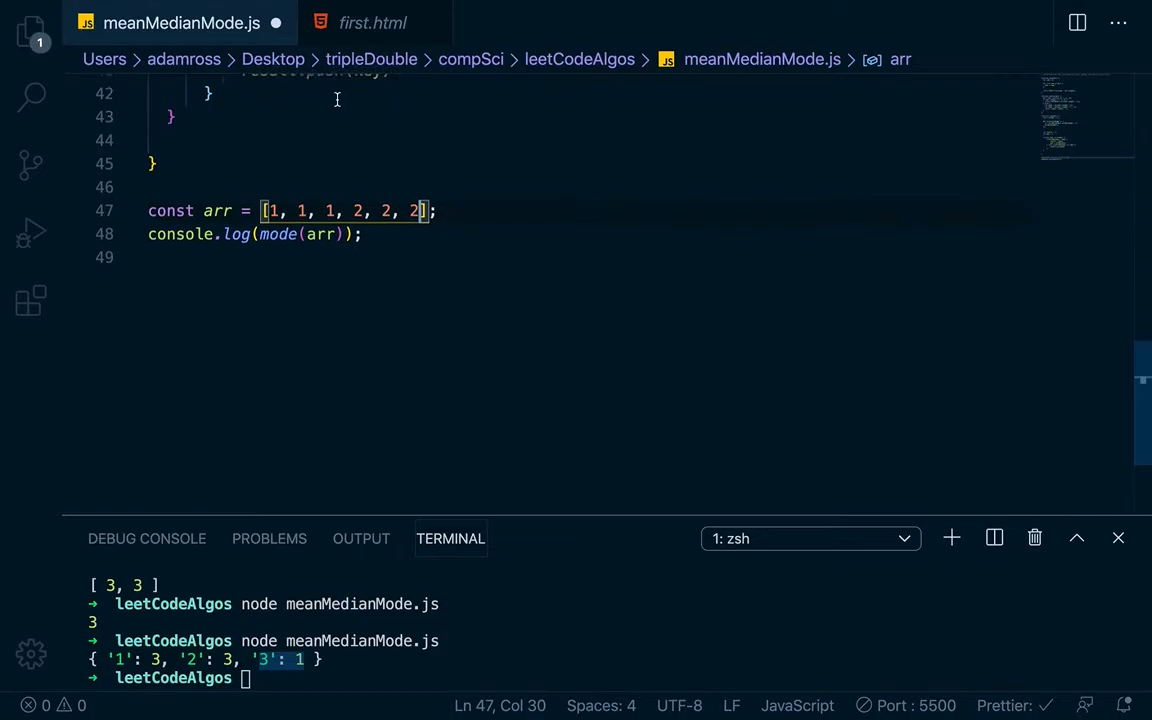 JS meanMedianMode.js ● first.html ···
1
Users > adamross > Desktop > tripleDouble > compSci > leetCodeAlgos > JS meanMedianMode.js > arr
42 }
43 }
44
45 }
46
47 const arr = [1, 1, 1, 2, 2, 2];
48 console.log(mode(arr));
49
DEBUG CONSOLE PROBLEMS OUTPUT TERMINAL 1: zsh
[ 3, 3 ]
→ leetCodeAlgos node meanMedianMode.js
3
→ leetCodeAlgos node meanMedianMode.js
{ '1': 3, '2': 3, '3': 1 }
→ leetCodeAlgos
0 0 Ln 47, Col 30 Spaces: 4 UTF-8 LF JavaScript Port : 5500 Prettier: ✓